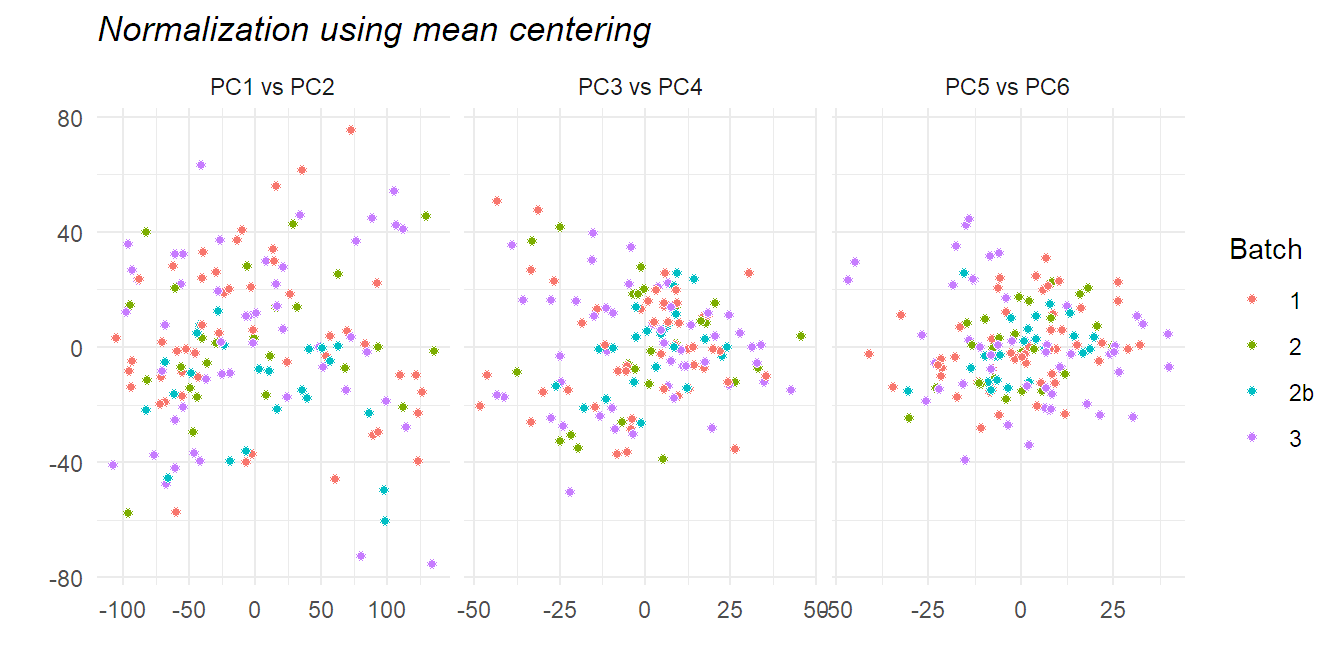 Normalization using mean centering
PC1 vs PC2 PC3 vs PC4 PC5 vs PC6
80
40
0
-40
-80
-100 -50 0 50 100 -50 -25 0 25 50 -50 -25 0 25
Batch
1
2
2b
3